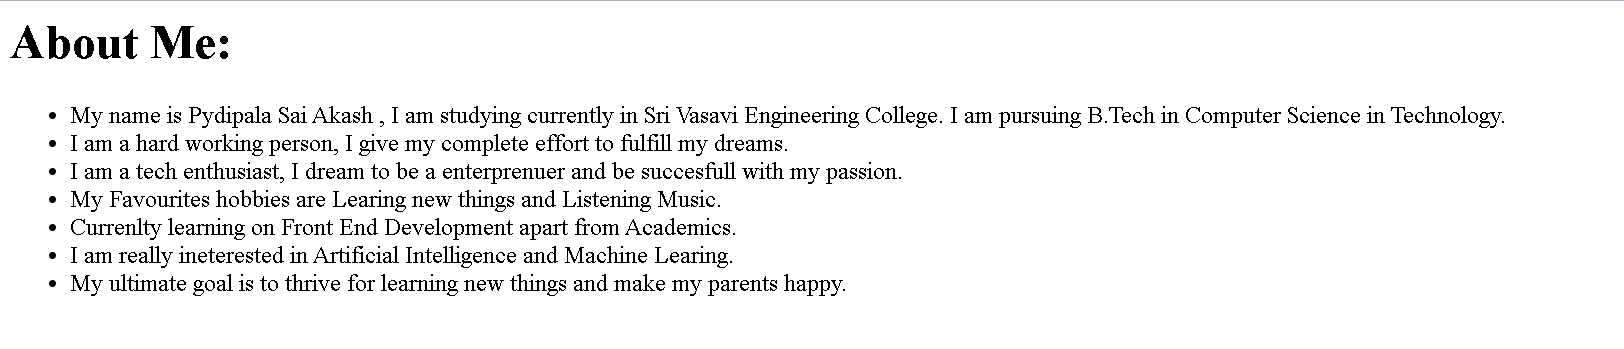 About Me:
• My name is Pydipala Sai Akash , I am studying currently in Sri Vasavi Engineering College. I am pursuing B.Tech in Computer Science in Technology.
• I am a hard working person, I give my complete effort to fulfill my dreams.
• I am a tech enthusiast, I dream to be a enterprenuer and be succesfull with my passion.
• My Favourites hobbies are Learing new things and Listening Music.
• Currenlty learning on Front End Development apart from Academics.
• I am really ineterested in Artificial Intelligence and Machine Learing.
• My ultimate goal is to thrive for learning new things and make my parents happy.